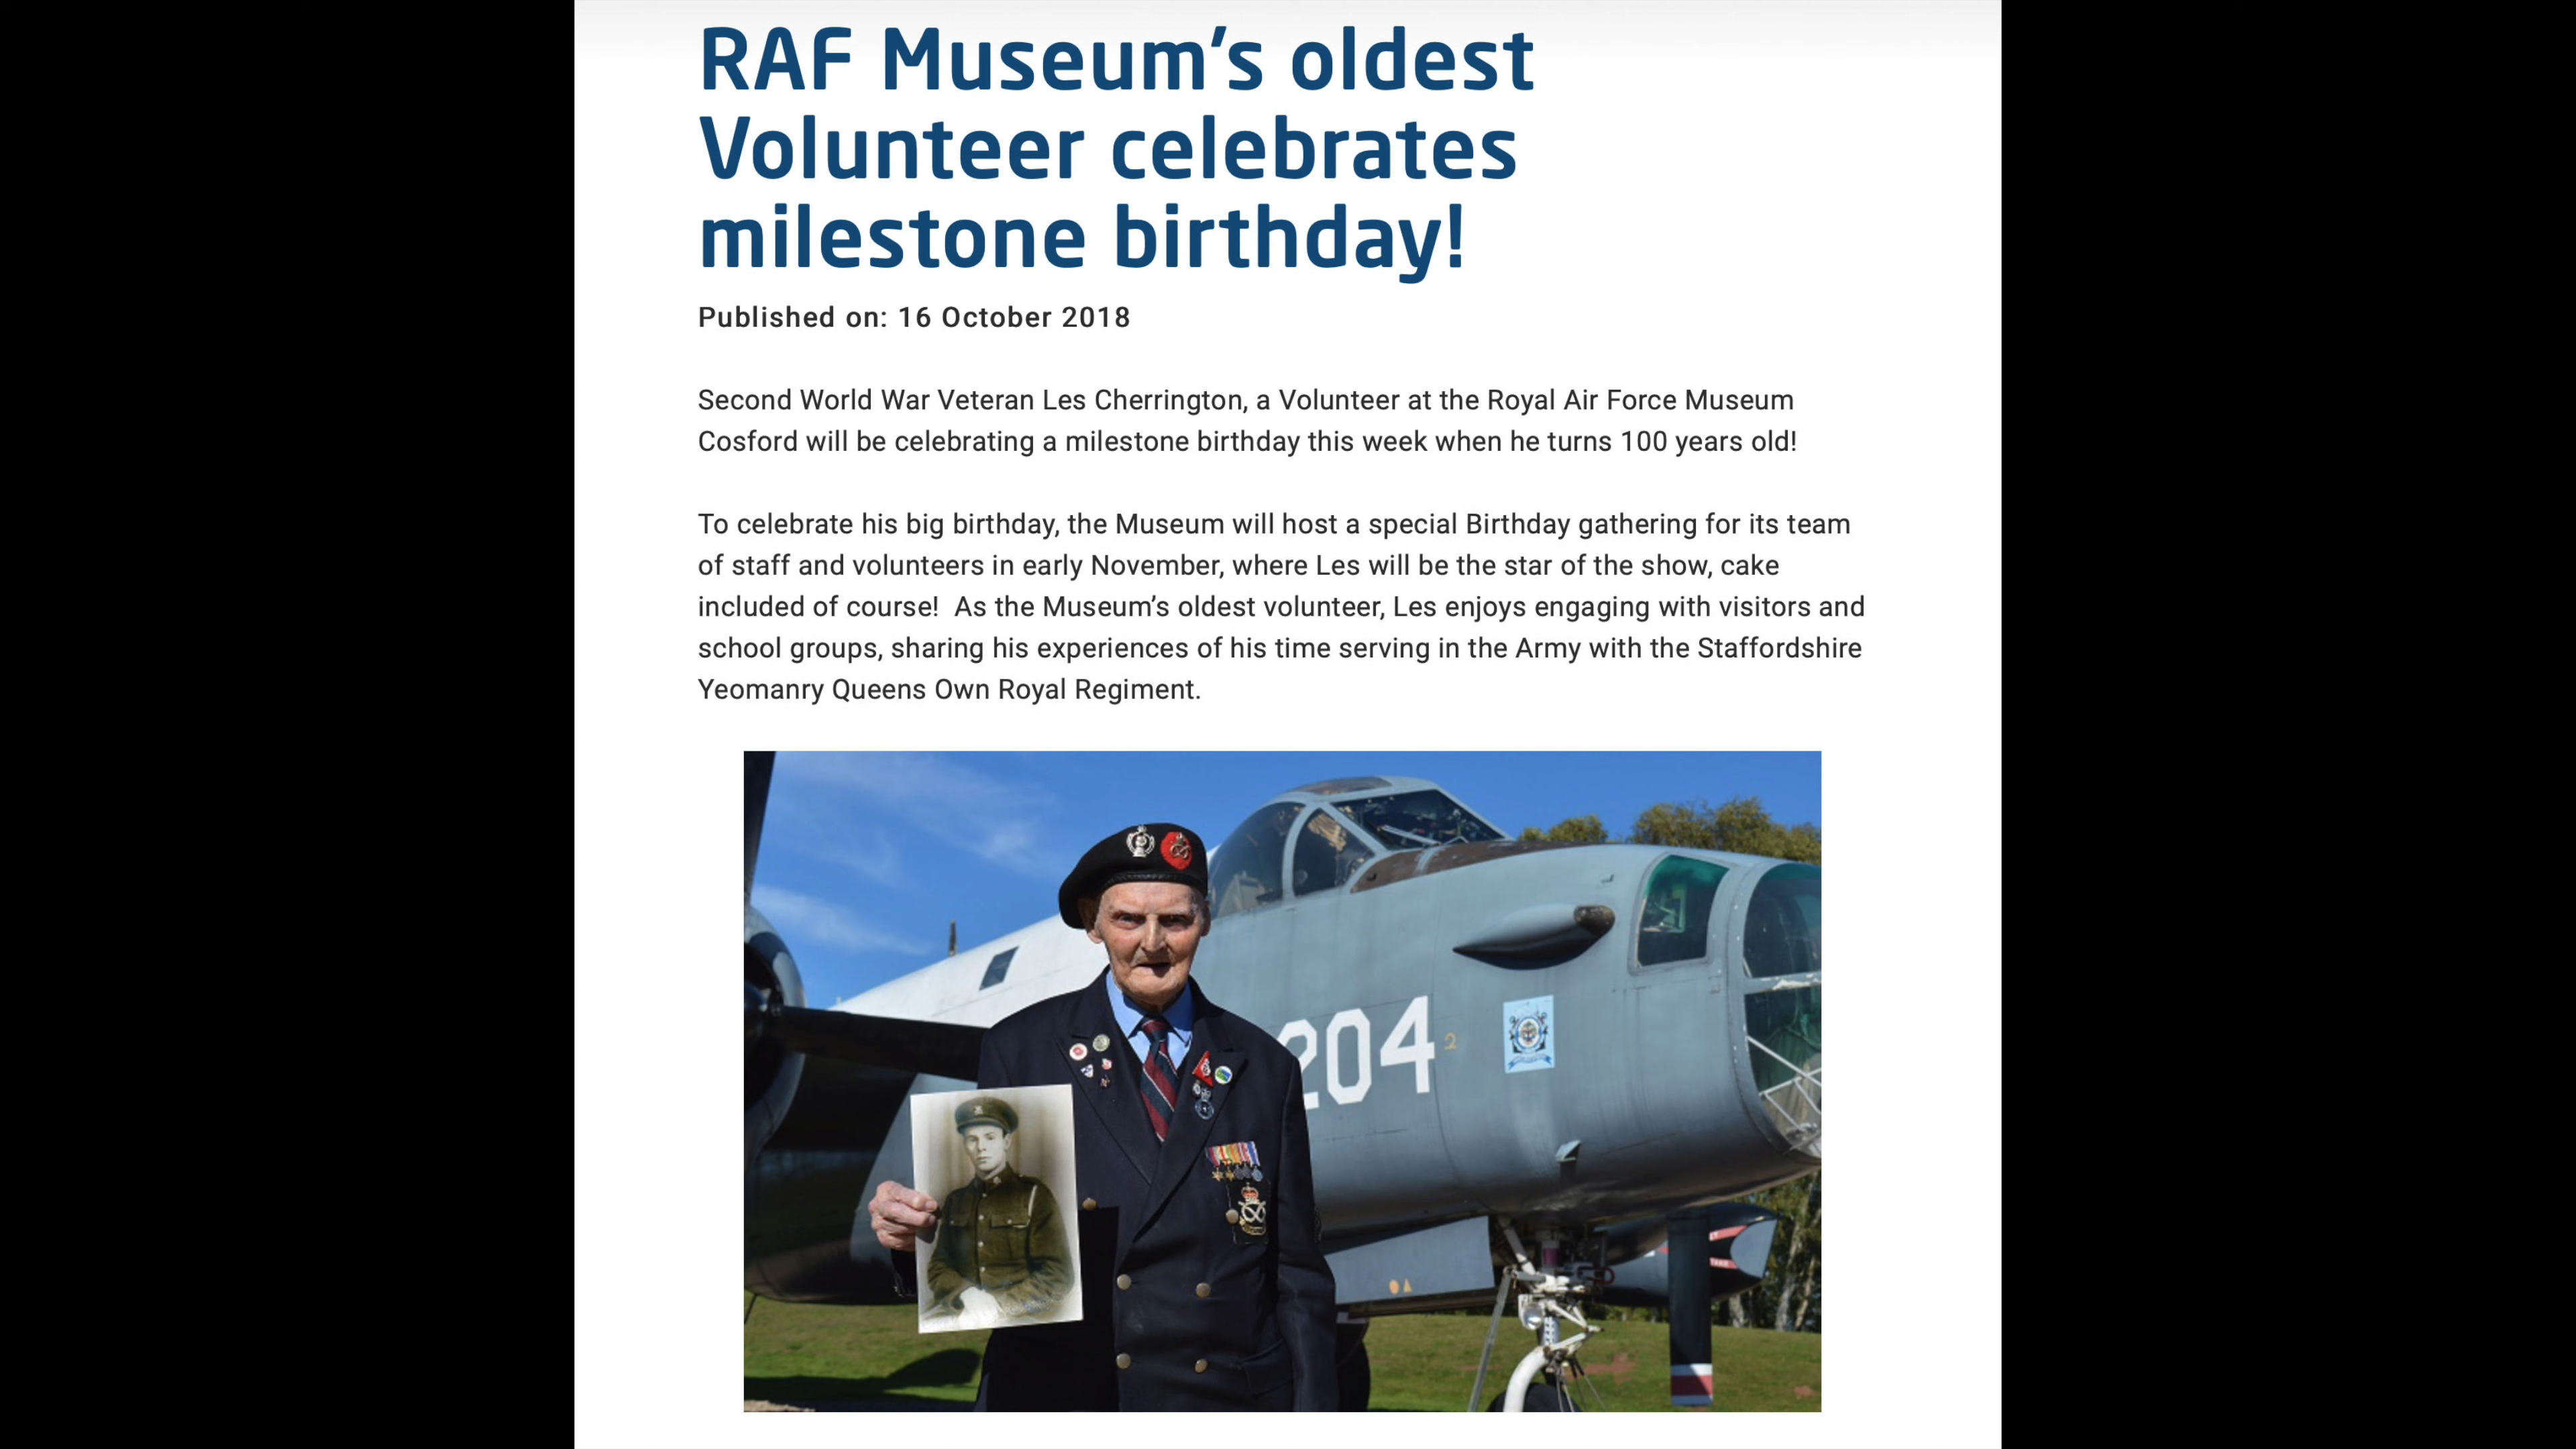 RAF Museum’s oldest
Volunteer celebrates
milestone birthday!
Published on: 16 October 2018
Second World War Veteran Les Cherrington, a Volunteer at the Royal Air Force Museum
Cosford will be celebrating a milestone birthday this week when he turns 100 years old!
To celebrate his big birthday, the Museum will host a special Birthday gathering for its team
of staff and volunteers in early November, where Les will be the star of the show, cake
included of course!  As the Museum’s oldest volunteer, Les enjoys engaging with visitors and
school groups, sharing his experiences of his time serving in the Army with the Staffordshire
Yeomanry Queens Own Royal Regiment.
204
2